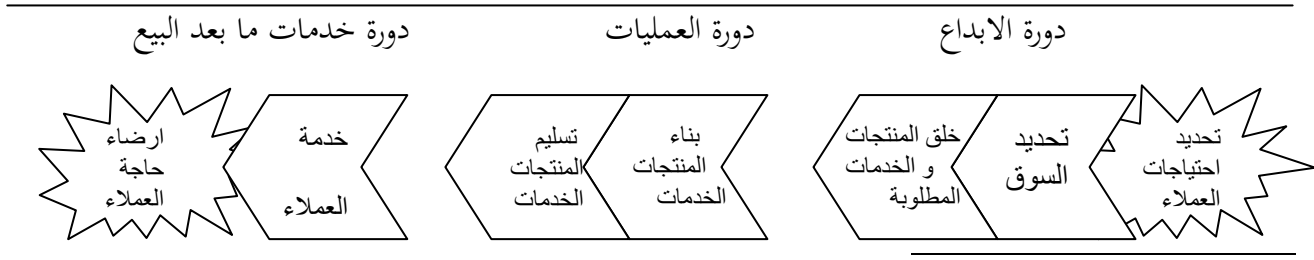 دورة الابداع
دورة العمليات
دورة خدمات ما بعد البيع
تحديد
احتياجات
العملاء
تحديد
السوق
خلق المنتجات
و الخدمات
المطلوبة
بناء
المنتجات
الخدمات
تسليم
المنتجات
الخدمات
خدمة
العملاء
ارضاء
حاجة
العملاء